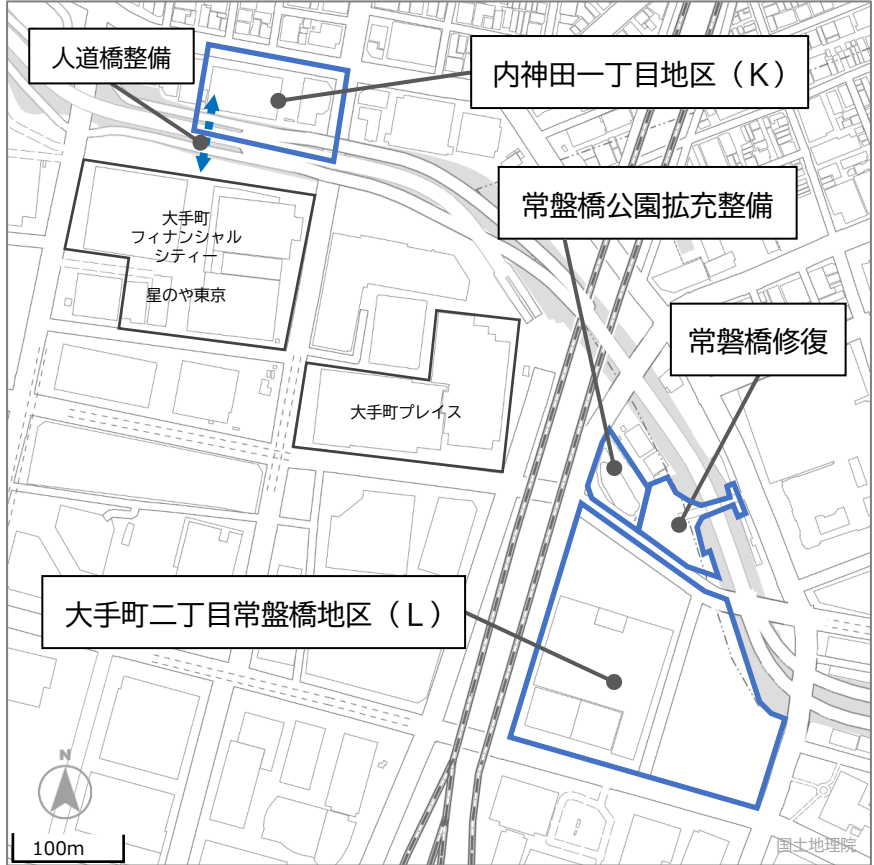 人道橋整備
内神田一丁目地区（Ｋ）
常盤橋公園拡充整備
大手町
フィナンシャル
シティー
星のや東京
常磐橋修復
大手町プレイス
大手町二丁目常盤橋地区（Ｌ）
N
100m
国土地理院